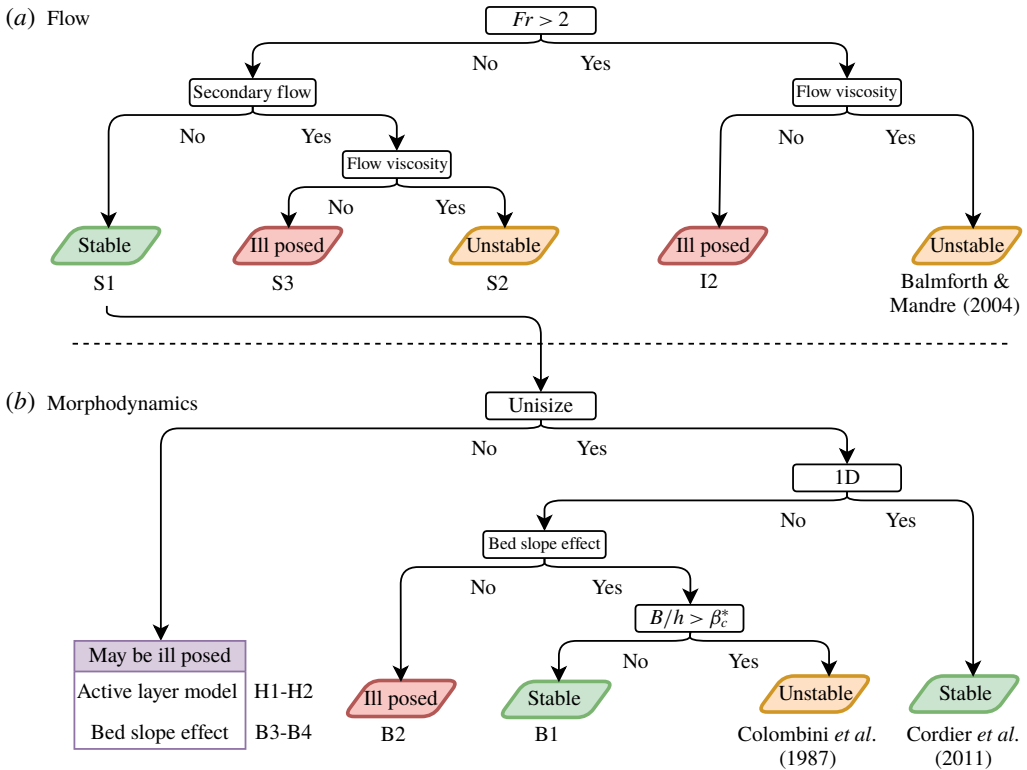 (a) Flow
Fr > 2
No Yes
Secondary flow
Flow viscosity
No Yes
No Yes
Flow viscosity
No Yes
Stable
Ill posed
Unstable
Ill posed
Unstable
S1
S3
S2
I2
Balmforth &
Mandre (2004)
(b) Morphodynamics
Unisize
No Yes
1D
No Yes
Bed slope effect
No Yes
B/h > β*c
No Yes
May be ill posed
Active layer model H1-H2
Bed slope effect B3-B4
Ill posed
Stable
Unstable
Stable
B2
B1
Colombini et al.
(1987)
Cordier et al.
(2011)